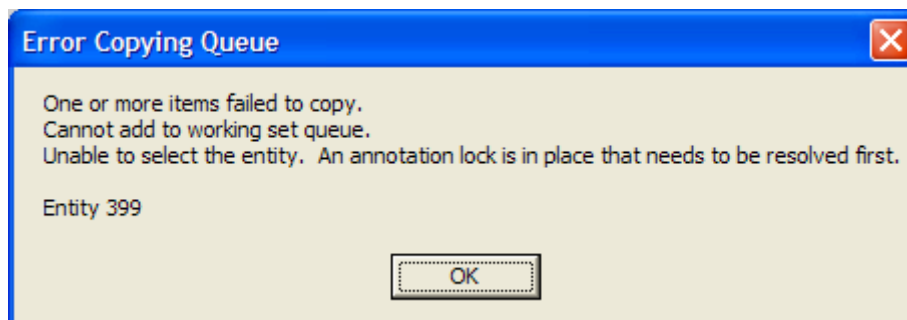 Error Copying Queue
One or more items failed to copy.
Cannot add to working set queue.
Unable to select the entity.  An annotation lock is in place that needs to be resolved first.
Entity 399
OK